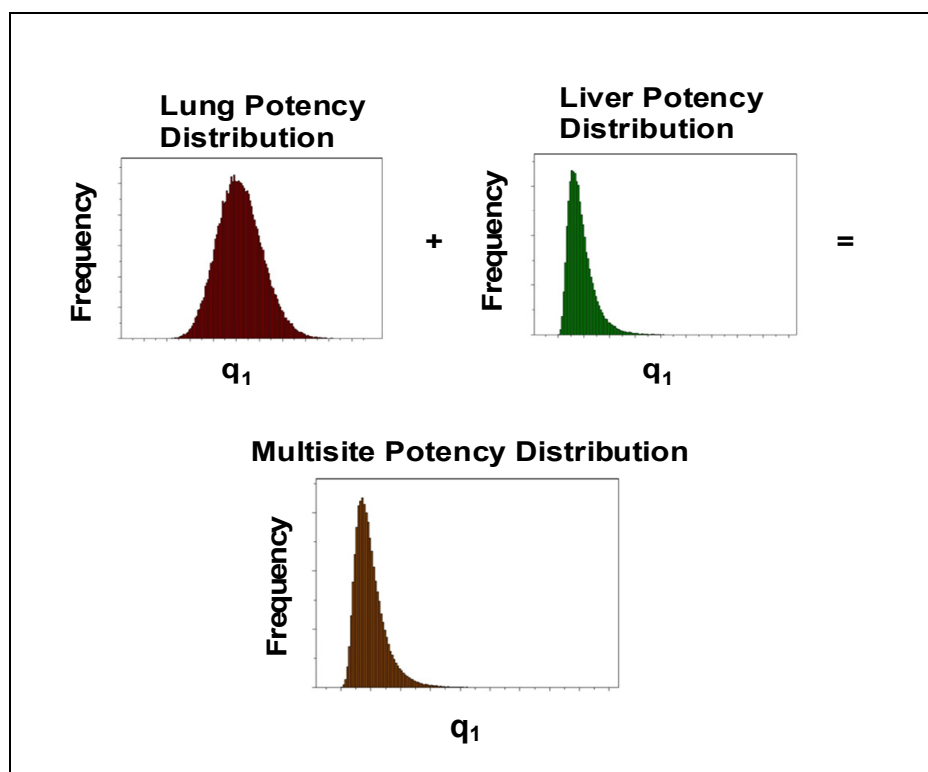 Lung Potency
Distribution
Frequency
q₁
+
Liver Potency
Distribution
Frequency
q₁
=
Multisite Potency Distribution
Frequency
q₁